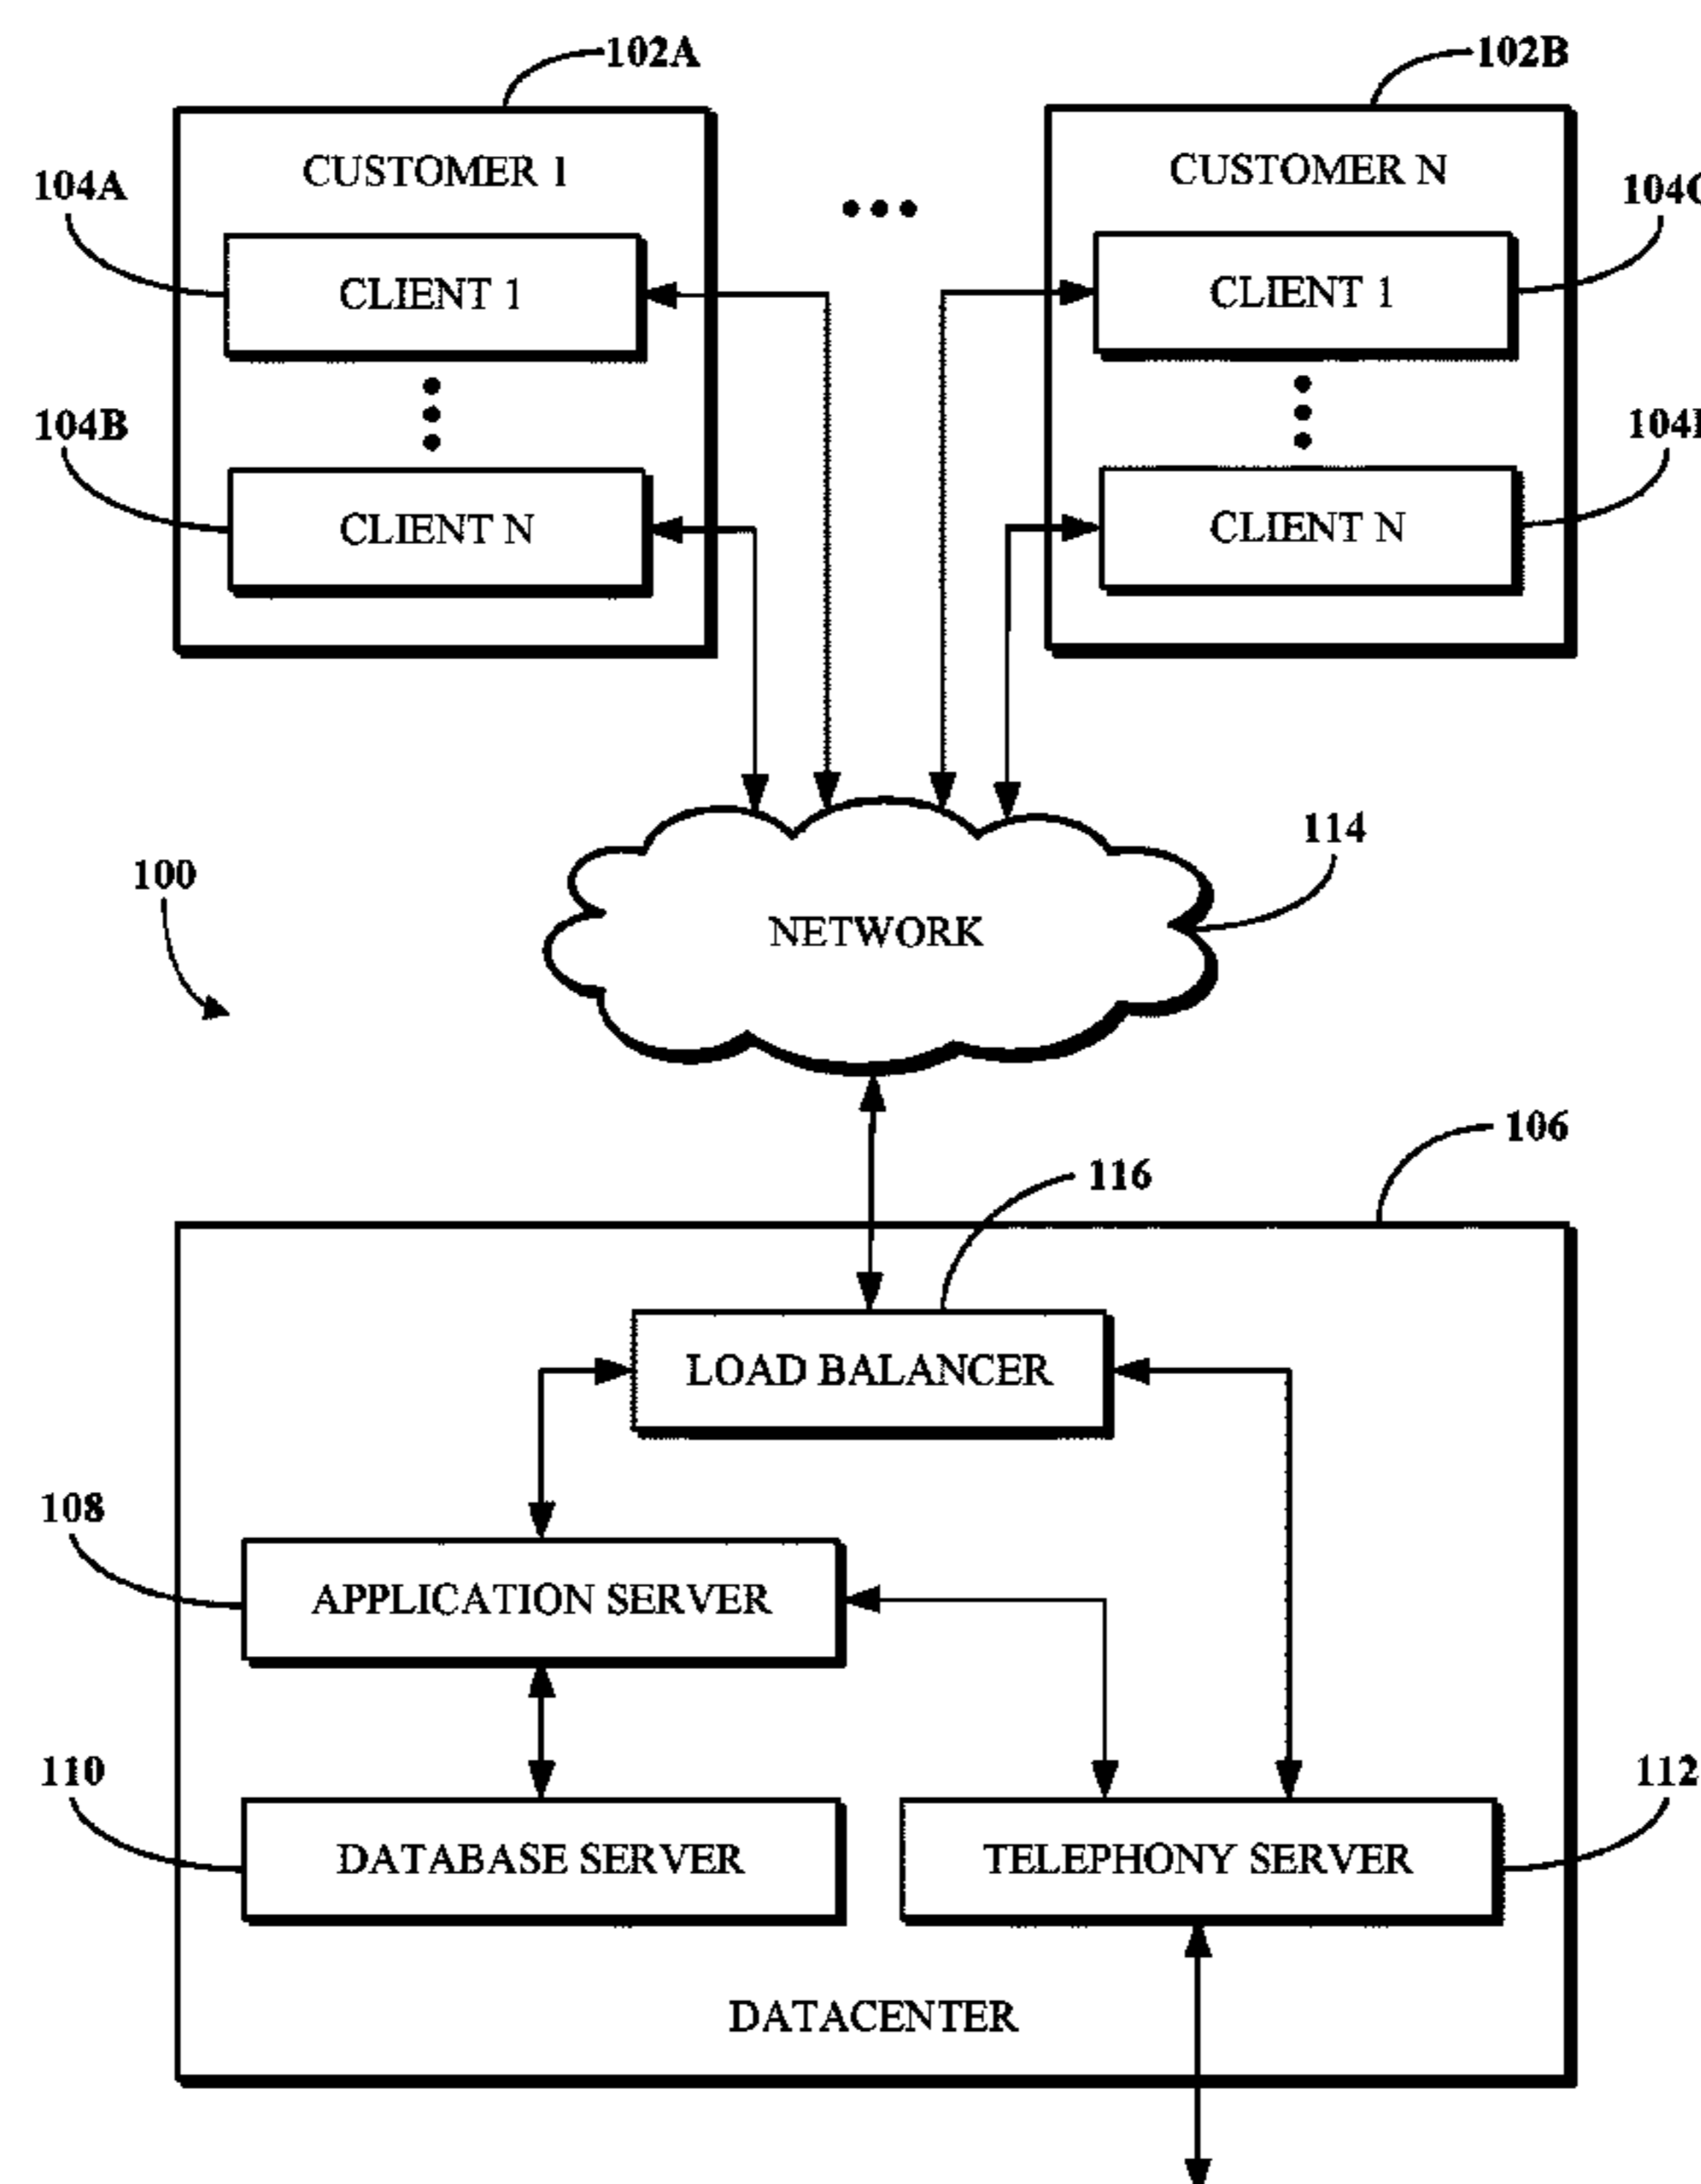 102A
102B
CUSTOMER 1
CUSTOMER N
104A
CLIENT 1
CLIENT 1
104B
CLIENT N
CLIENT N
114
100
NETWORK
106
116
LOAD BALANCER
108
APPLICATION SERVER
110
112
DATABASE SERVER
TELEPHONY SERVER
DATACENTER